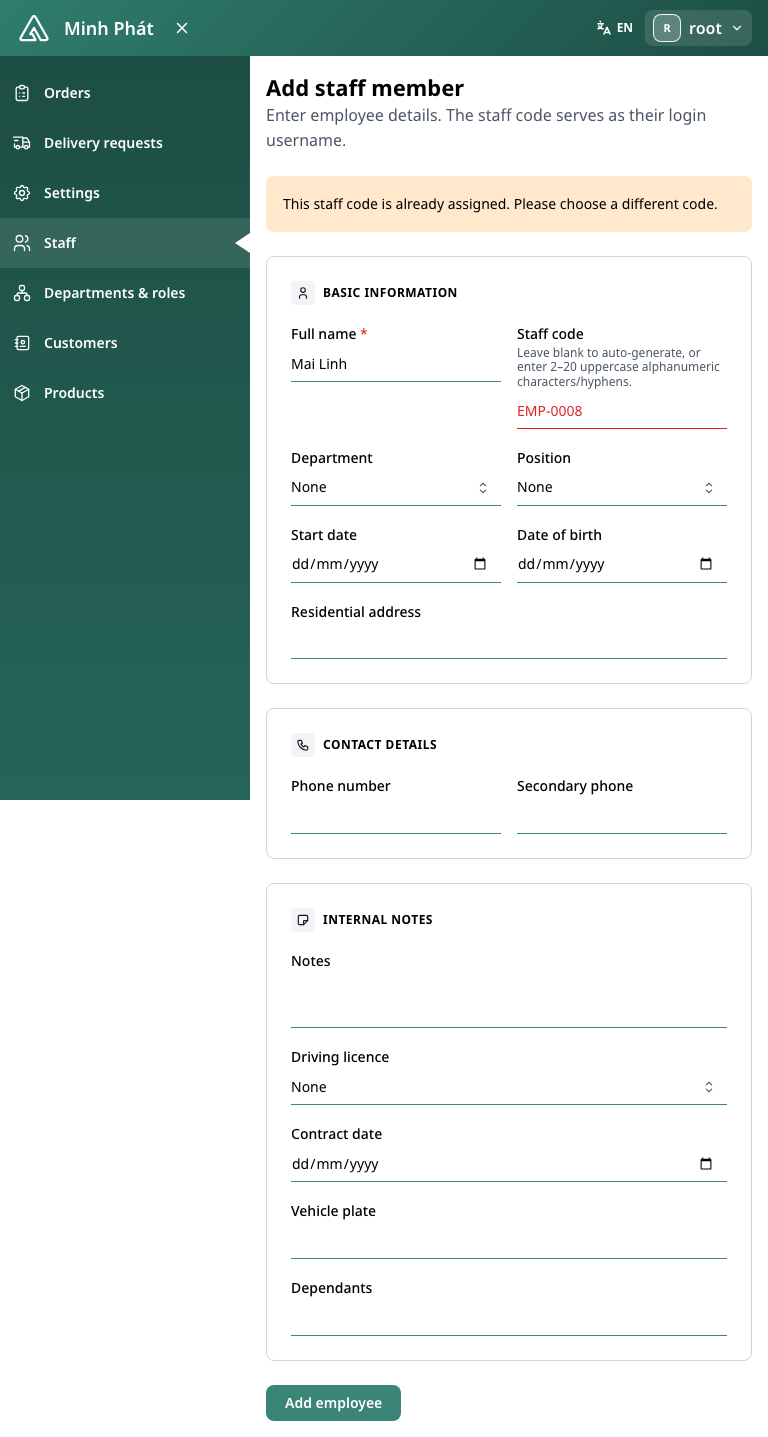 Minh Phát
EN
R
root
Orders
Delivery requests
Settings
Staff
Departments & roles
Customers
Products
Add staff member
Enter employee details. The staff code serves as their login
username.
This staff code is already assigned. Please choose a different code.
BASIC INFORMATION
Full name *
Mai Linh
Staff code
Leave blank to auto-generate, or
enter 2–20 uppercase alphanumeric
characters/hyphens.
EMP-0008
Department
None
Position
None
Start date
dd/mm/yyyy
Date of birth
dd/mm/yyyy
Residential address
CONTACT DETAILS
Phone number
Secondary phone
INTERNAL NOTES
Notes
Driving licence
None
Contract date
dd/mm/yyyy
Vehicle plate
Dependants
Add employee